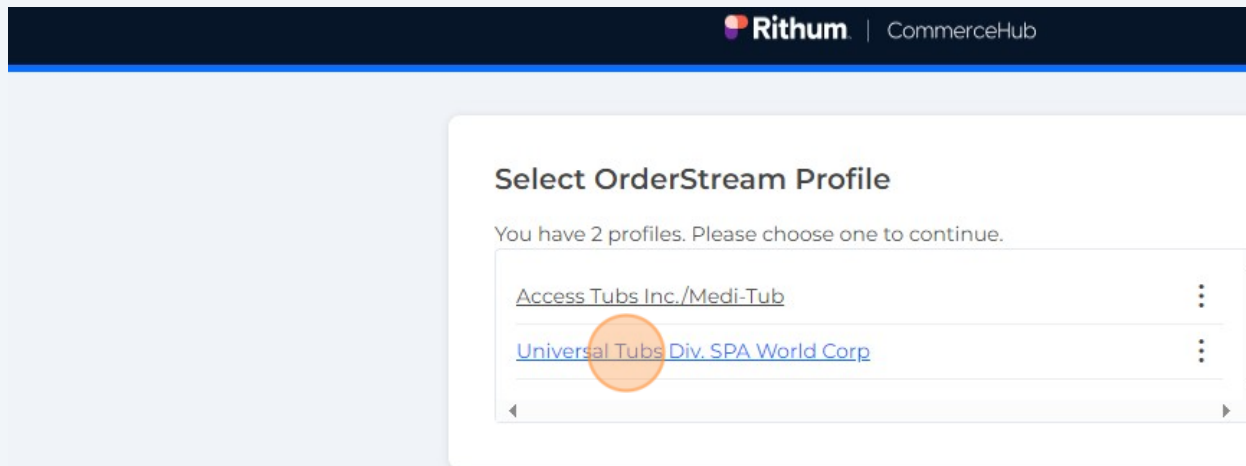 Rithum. | CommerceHub
Select OrderStream Profile
You have 2 profiles. Please choose one to continue.
Access Tubs Inc./Medi-Tub
Universal Tubs Div. SPA World Corp